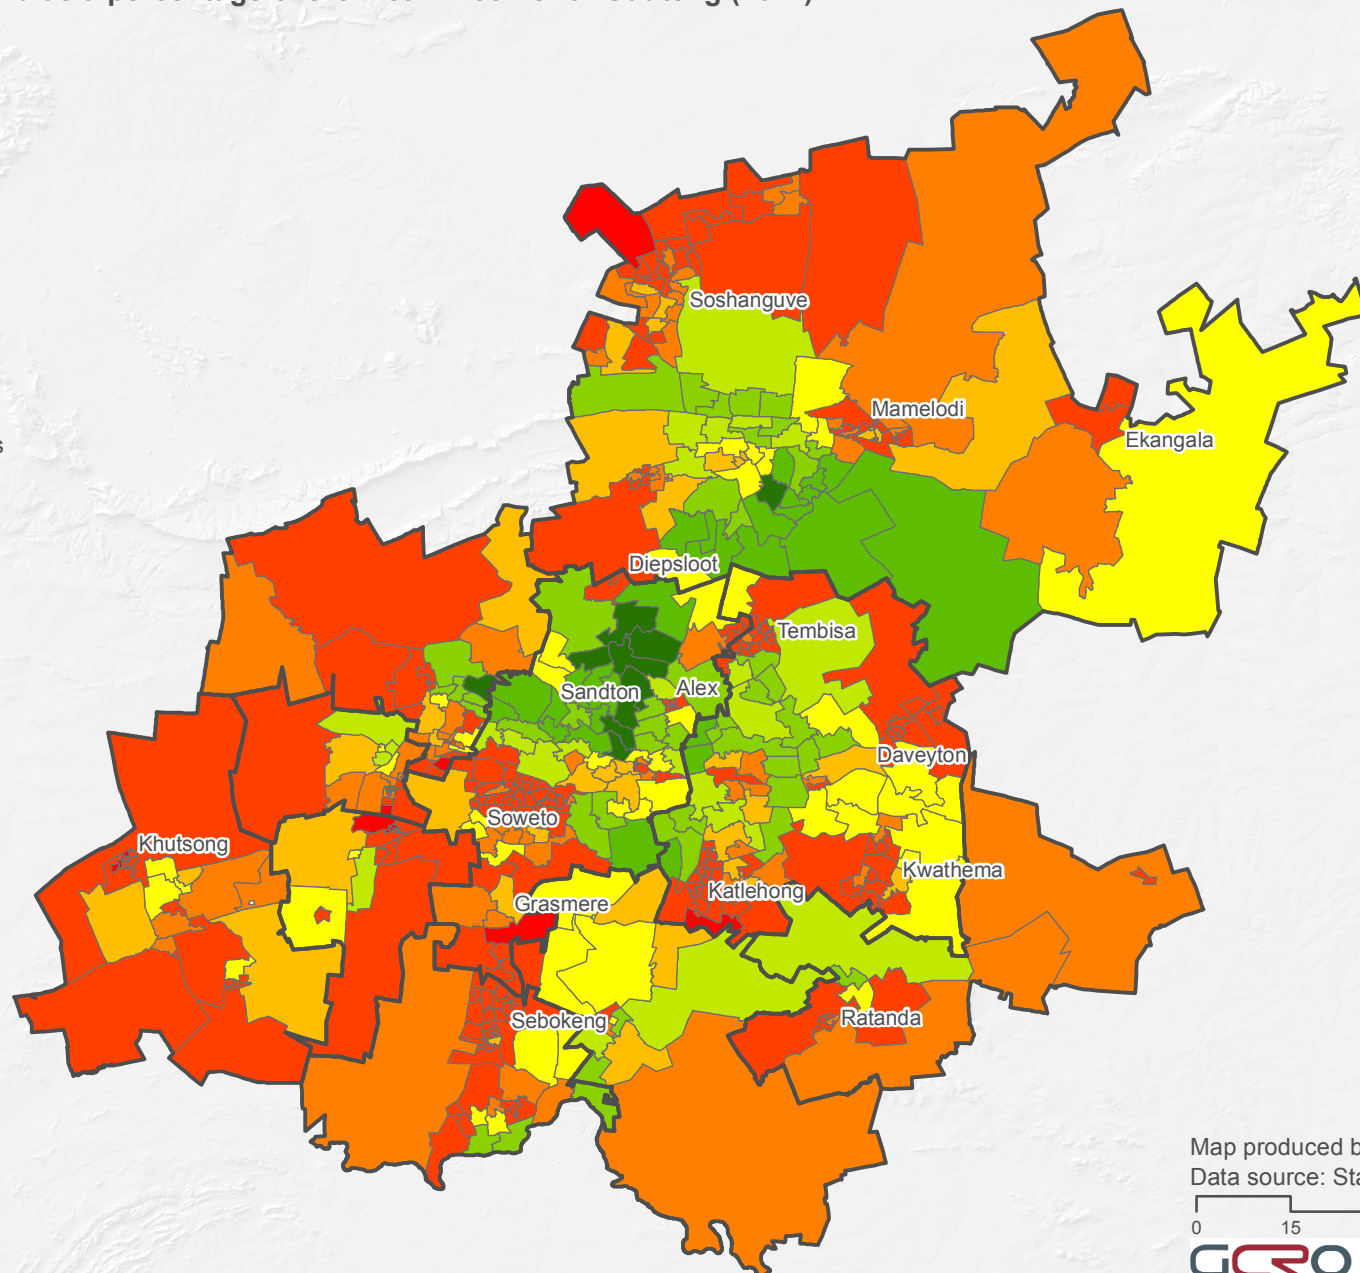 Soshanguve
Mamelodi
Ekangala
Diepsloot
Tembisa
Sandton
Alex
Daveyton
Soweto
Khutsong
Kwathema
Katlehong
Grasmere
Sebokeng
Ratanda
Map produced b
Data source: Sta
0 15
GCRO